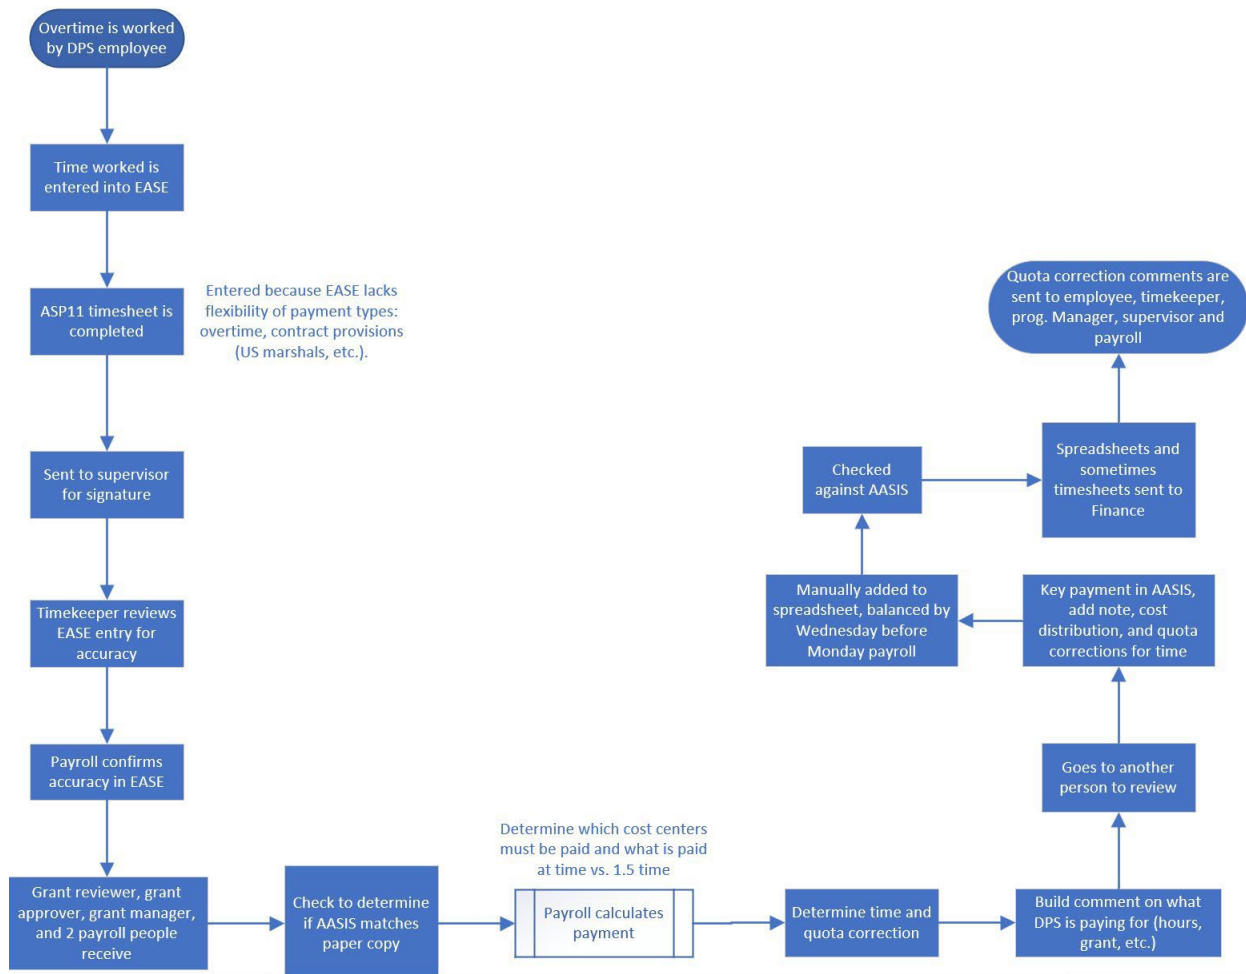 Overtime is worked
by DPS employee
Time worked is
entered into EASE
ASP11 timesheet is
completed
Entered because EASE lacks
flexibility of payment types:
overtime, contract provisions
(US marshals, etc.).
Sent to supervisor
for signature
Timekeeper reviews
EASE entry for
accuracy
Payroll confirms
accuracy in EASE
Grant reviewer, grant
approver, grant manager,
and 2 payroll people
receive
Check to determine
if AASIS matches
paper copy
Determine which cost centers
must be paid and what is paid
at time vs. 1.5 time
Payroll calculates
payment
Determine time and
quota correction
Build comment on what
DPS is paying for (hours,
grant, etc.)
Goes to another
person to review
Key payment in AASIS,
add note, cost
distribution, and quota
corrections for time
Manually added to
spreadsheet, balanced by
Wednesday before
Monday payroll
Checked
against AASIS
Spreadsheets and
sometimes
timesheets sent to
Finance
Quota correction comments are
sent to employee, timekeeper,
prog. Manager, supervisor and
payroll